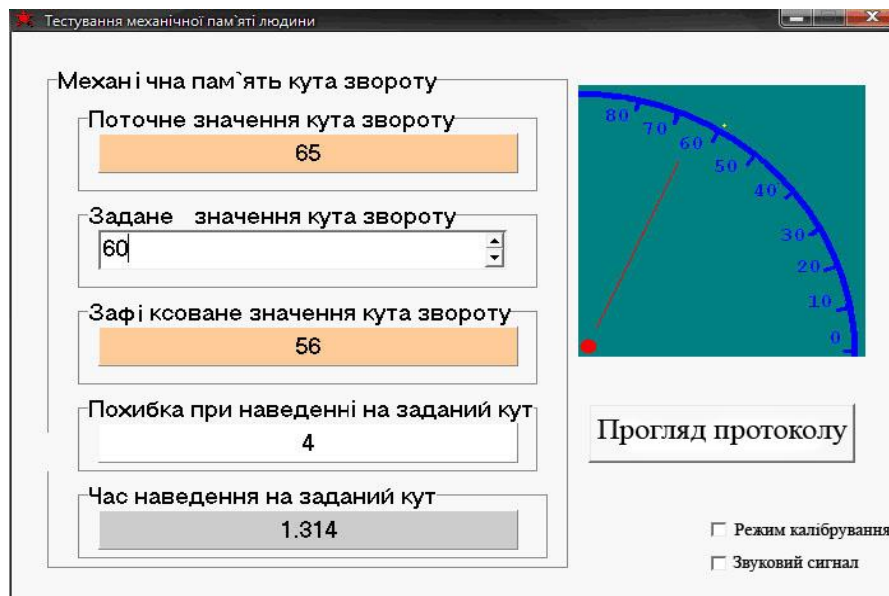 Тестування механічної пам`яті людини
Механічна пам`ять кута звороту
Поточне значення кута звороту
65
Задане значення кута звороту
60
Зафіксоване значення кута звороту
56
Похибка при наведенні на заданий кут
4
Час наведення на заданий кут
1.314
80
70
60
50
40
30
20
10
0
Прогляд протоколу
Режим калібрування
Звуковий сигнал